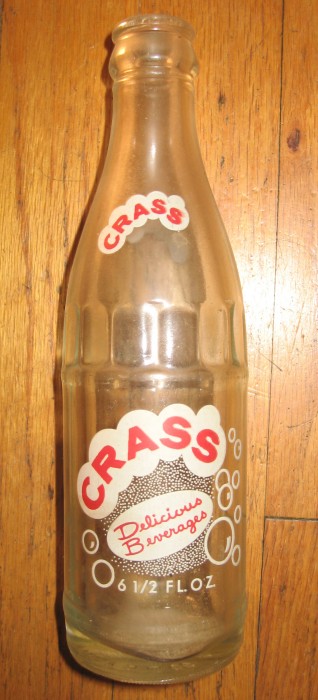 CRASS
CRASS
Delicious
Beverages
6 1/2 FL. OZ